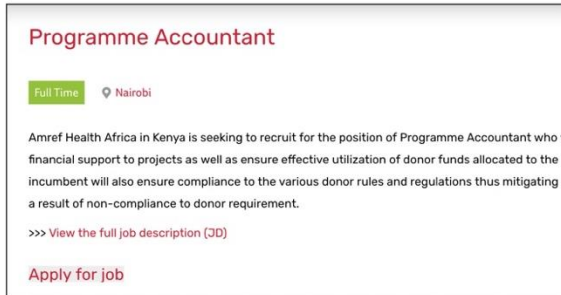 Programme Accountant
Full Time Nairobi
Amref Health Africa in Kenya is seeking to recruit for the position of Programme Accountant who
financial support to projects as well as ensure effective utilization of donor funds allocated to the
incumbent will also ensure compliance to the various donor rules and regulations thus mitigating
a result of non-compliance to donor requirement.
>>> View the full job description (JD)
Apply for job